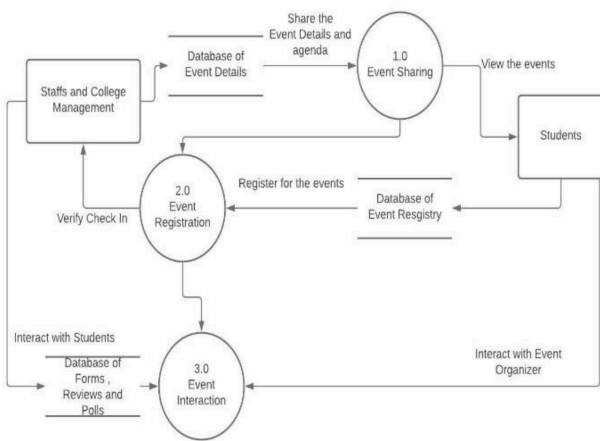 Share the
Event Details and
agenda
Database of
Event Details
1.0
Event Sharing
View the events
Staffs and College
Management
Students
2.0
Event
Registration
Register for the events
Database of
Event Resgistry
Verify Check In
Interact with Students
Database of
Forms ,
Reviews and
Polls
3.0
Event
Interaction
Interact with Event
Organizer